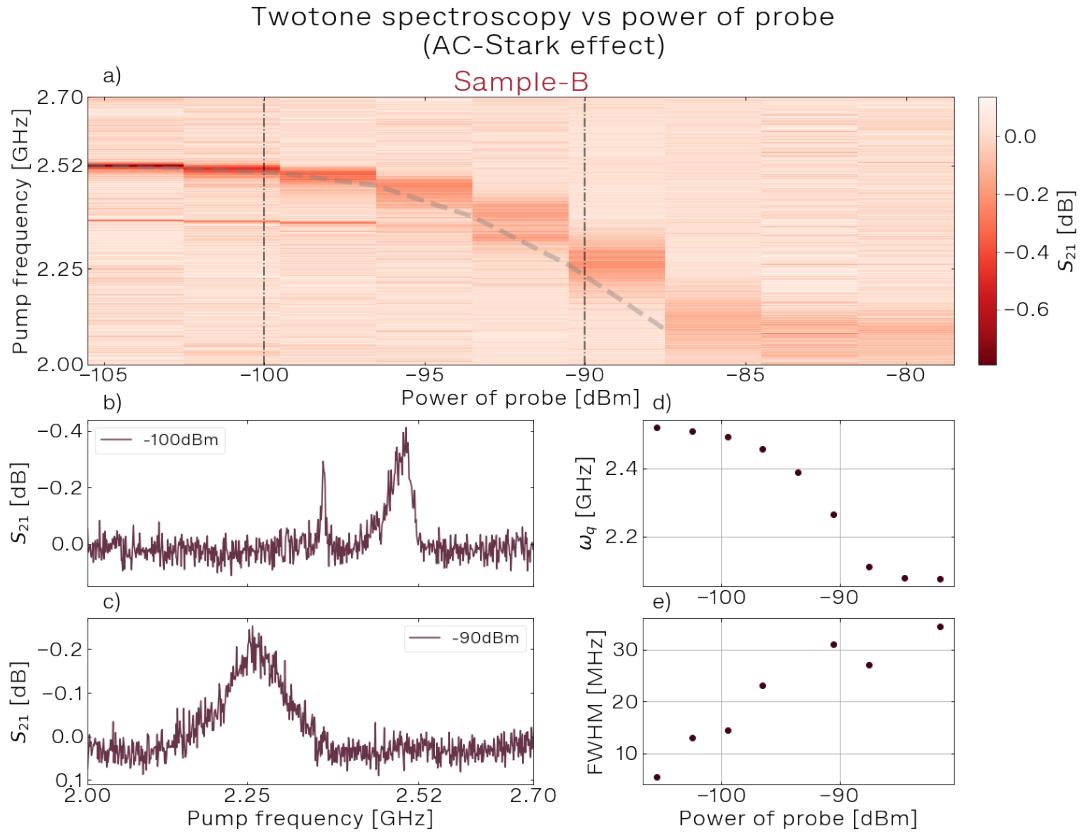 Twotone spectroscopy vs power of probe
(AC-Stark effect)
a)
Sample-B
Pump frequency [GHz]
2.70
2.52
2.25
2.00
−105
−100
−95
−90
−85
−80
Power of probe [dBm]
0.0
−0.2
−0.4
−0.6
S21 [dB]
b)
−0.4
−0.2
0.0
S21 [dB]
-100dBm
c)
−0.2
−0.1
0.0
0.1
S21 [dB]
-90dBm
2.00
2.25
2.52
2.70
Pump frequency [GHz]
d)
2.4
2.2
ωq [GHz]
−100
−90
e)
30
20
10
FWHM [MHz]
−100
−90
Power of probe [dBm]